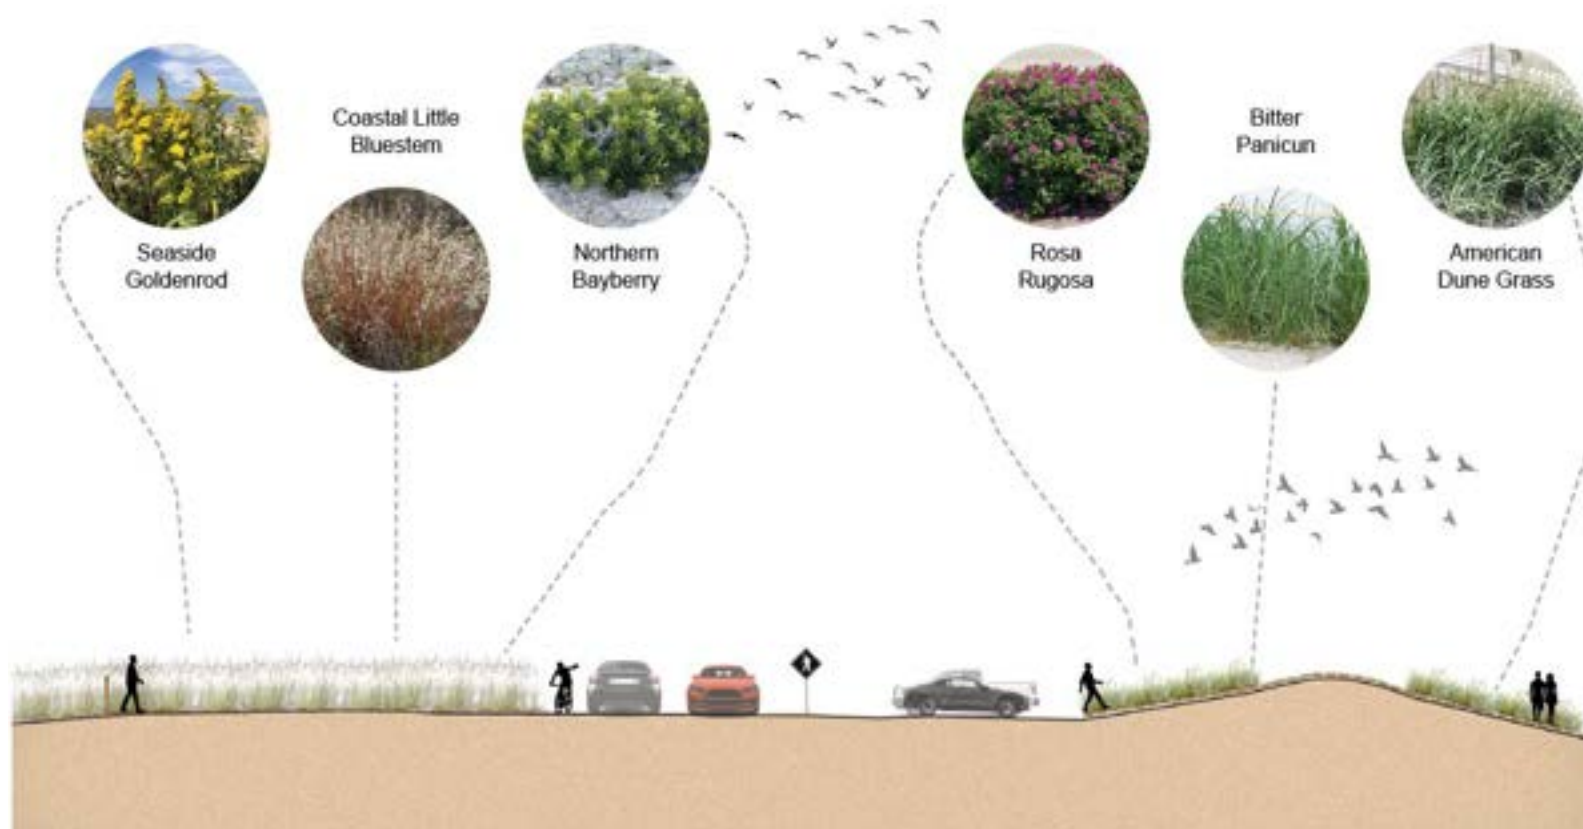 Seaside
Goldenrod
Coastal Little
Bluestem
Northern
Bayberry
Rosa
Rugosa
Bitter
Panicun
American
Dune Grass